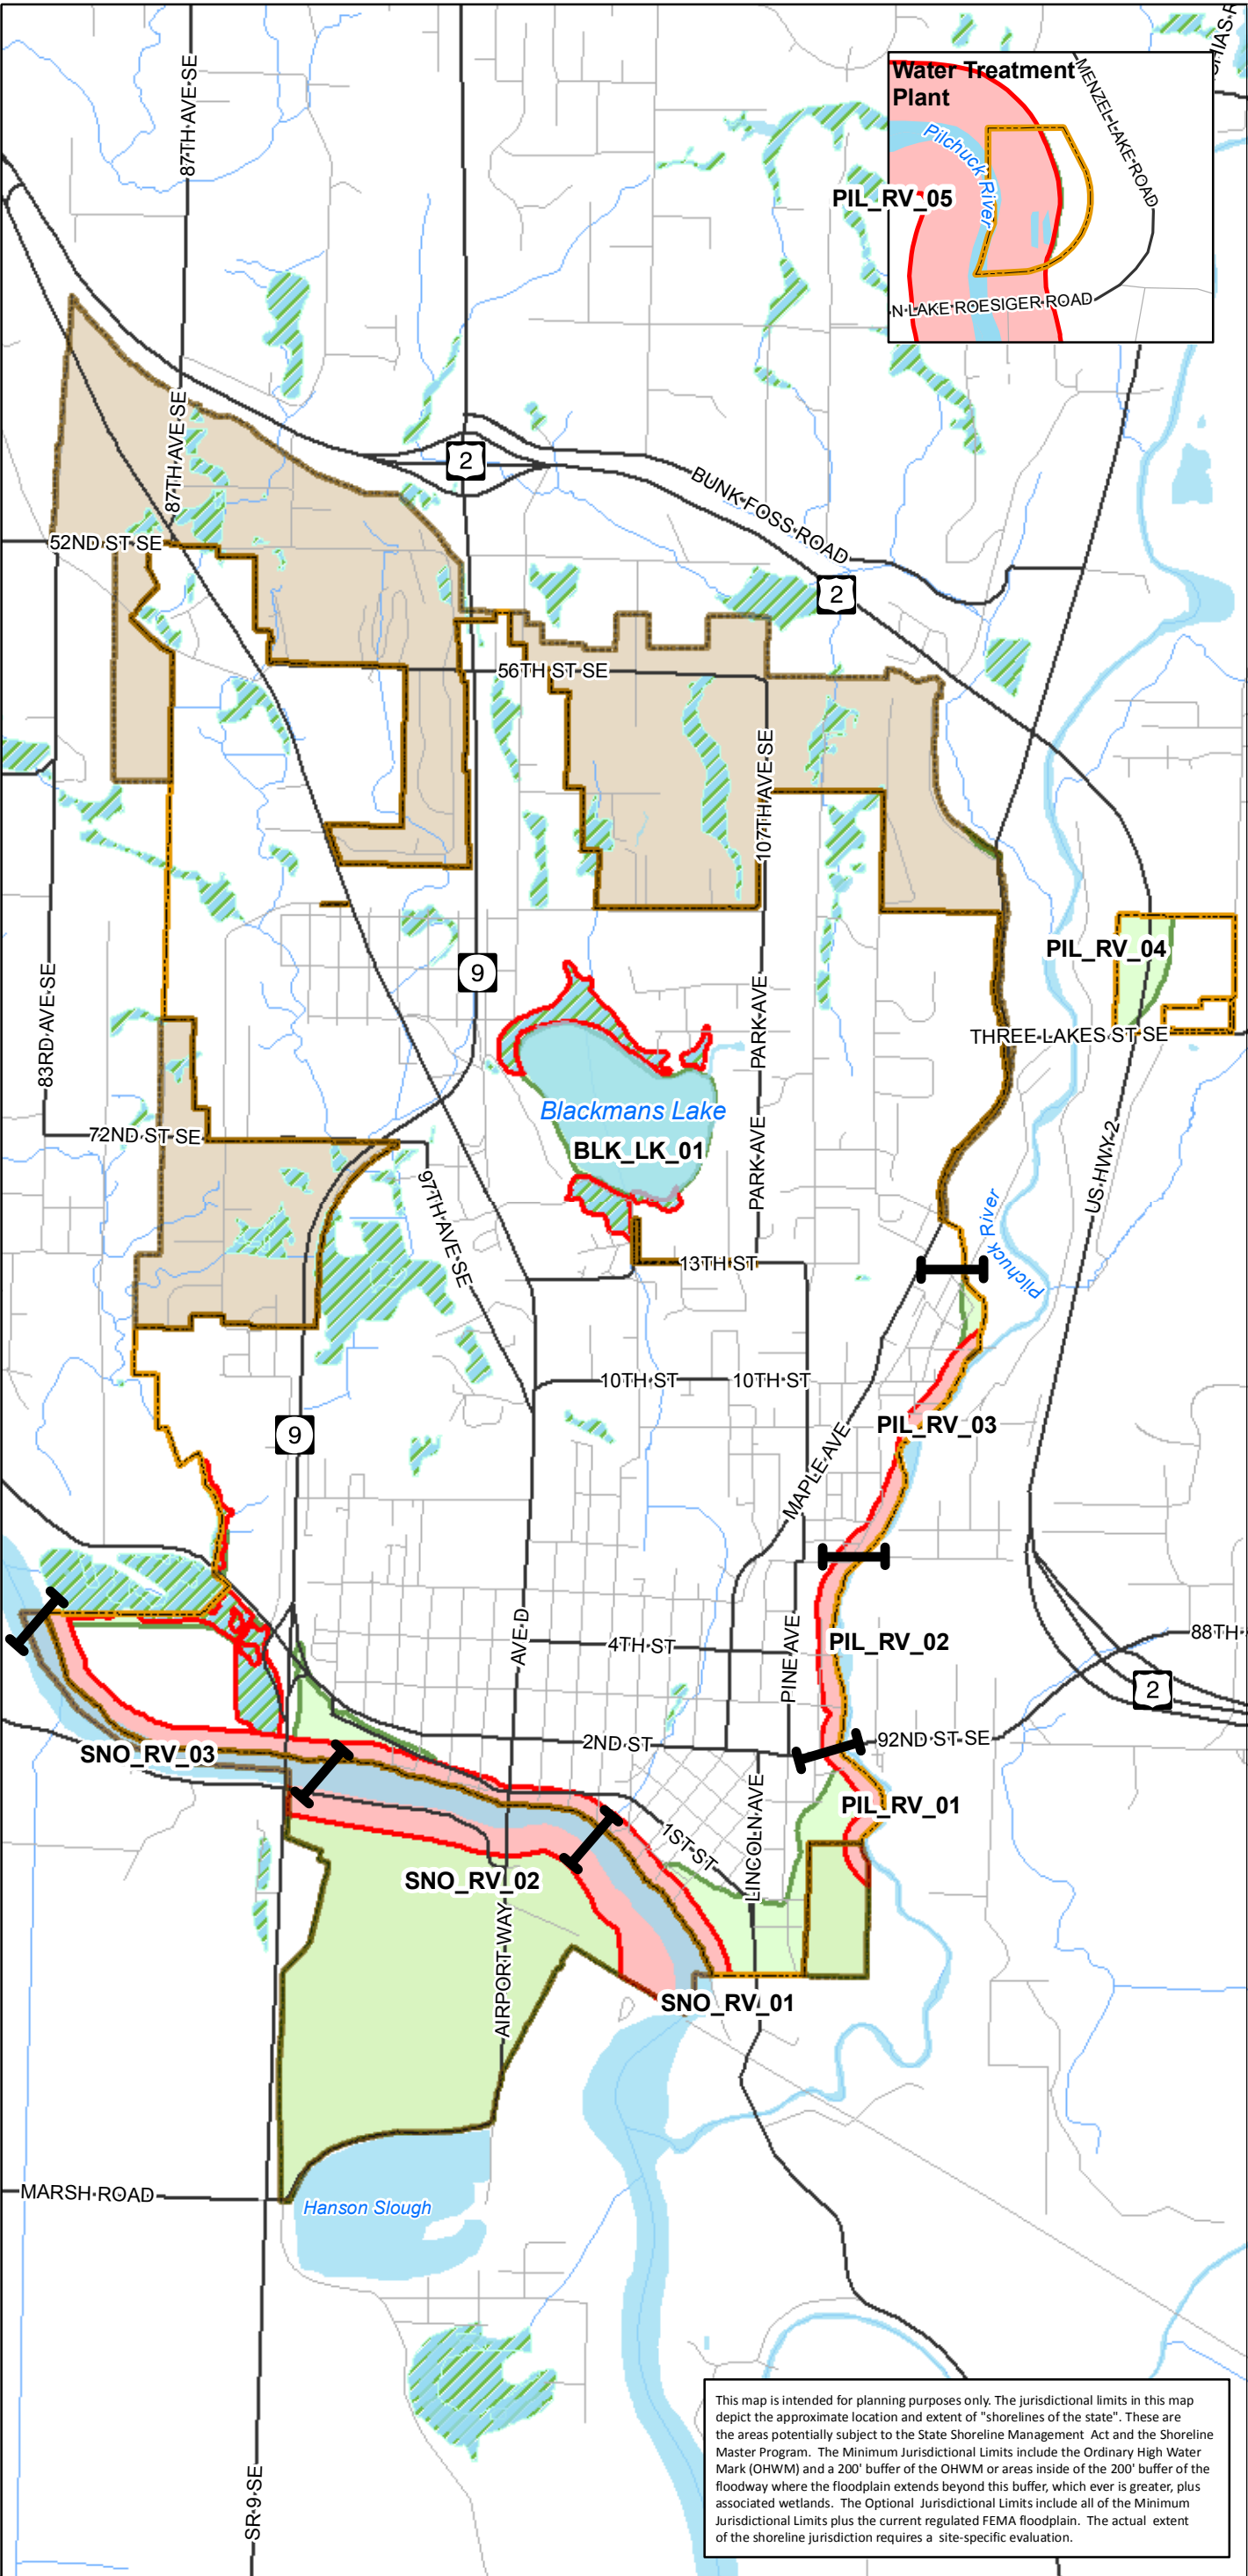 87TH AVE SE
Water Treatment
Plant
MENZEL LAKE ROAD
Pilchuck River
PIL_RV_05
N LAKE ROESIGER ROAD
87TH AVE SE
2
BUNK FOSS ROAD
2
52ND ST SE
56TH ST SE
107TH AVE SE
83RD AVE SE
9
PIL_RV_04
THREE LAKES ST SE
PARK AVE
Blackmans Lake
BLK_LK_01
PARK AVE
72ND ST SE
97TH AVE SE
US HWY 2
Pilchuck River
13TH ST
10TH ST
10TH ST
9
PIL_RV_03
MAPLE AVE
AVE D
4TH ST
PINE AVE
PIL_RV_02
88TH
2
2ND ST
92ND ST SE
SNO_RV_03
PIL_RV_01
1ST ST
LINCOLN AVE
SNO_RV_02
AIRPORT WAY
SNO_RV_01
MARSH ROAD
Hanson Slough
SR 9 SE
This map is intended for planning purposes only. The jurisdictional limits in this map
depict the approximate location and extent of "shorelines of the state". These are
the areas potentially subject to the State Shoreline Management Act and the Shoreline
Master Program. The Minimum Jurisdictional Limits include the Ordinary High Water
Mark (OHWM) and a 200' buffer of the OHWM or areas inside of the 200' buffer of the
floodway where the floodplain extends beyond this buffer, which ever is greater, plus
associated wetlands. The Optional Jurisdictional Limits include all of the Minimum
Jurisdictional Limits plus the current regulated FEMA floodplain. The actual extent
of the shoreline jurisdiction requires a site-specific evaluation.